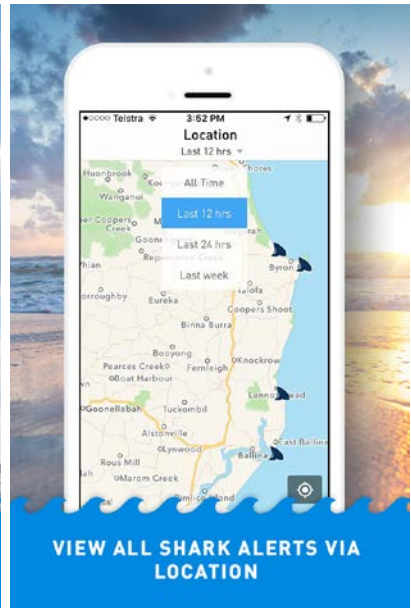 Telstra
3:52 PM
Location
Last 12 hrs
Huonbrook
Shores
All Time
Wanganui
Last 12 hrs
Coopers
Creek
Last 24 hrs
Byron
Last week
Eureka
Coopers Shoot
Binna Burra
Booyong
Pearces Creek
Fernleigh
Knockrow
Boat Harbour
Goonellabah
Tuckombil
Alstonville
Lynwood
East Ballina
Ballina
Rous Mill
Marom Creek
VIEW ALL SHARK ALERTS VIA
LOCATION